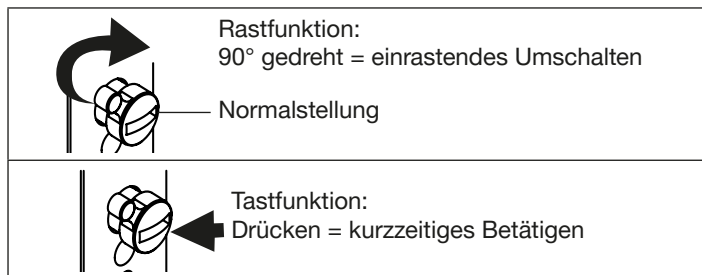 Rastfunktion:
90° gedreht = einrastendes Umschalten
Normalstellung
Tastfunktion:
Drücken = kurzzeitiges Betätigen